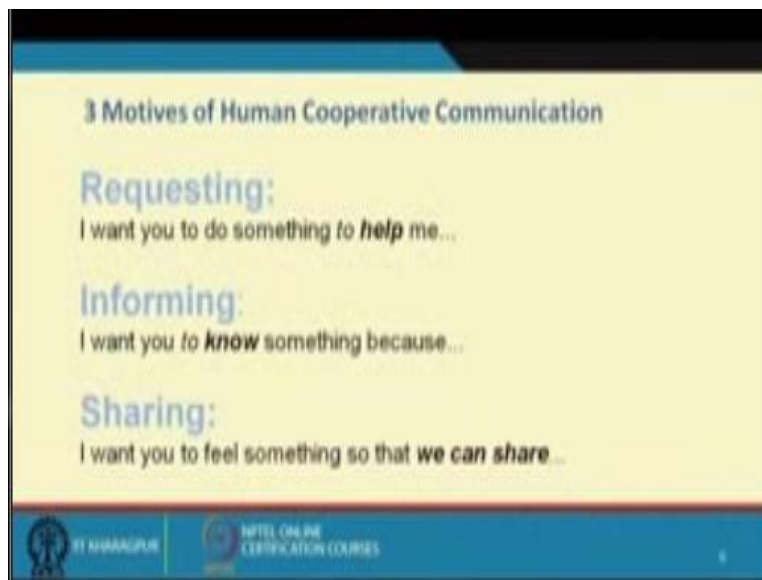 3 Motives of Human Cooperative Communication
Requesting:
I want you to do something to help me...
Informing:
I want you to know something because...
Sharing:
I want you to feel something so that we can share...
IIT KHARAGPUR
NPTEL ONLINE
CERTIFICATION COURSES